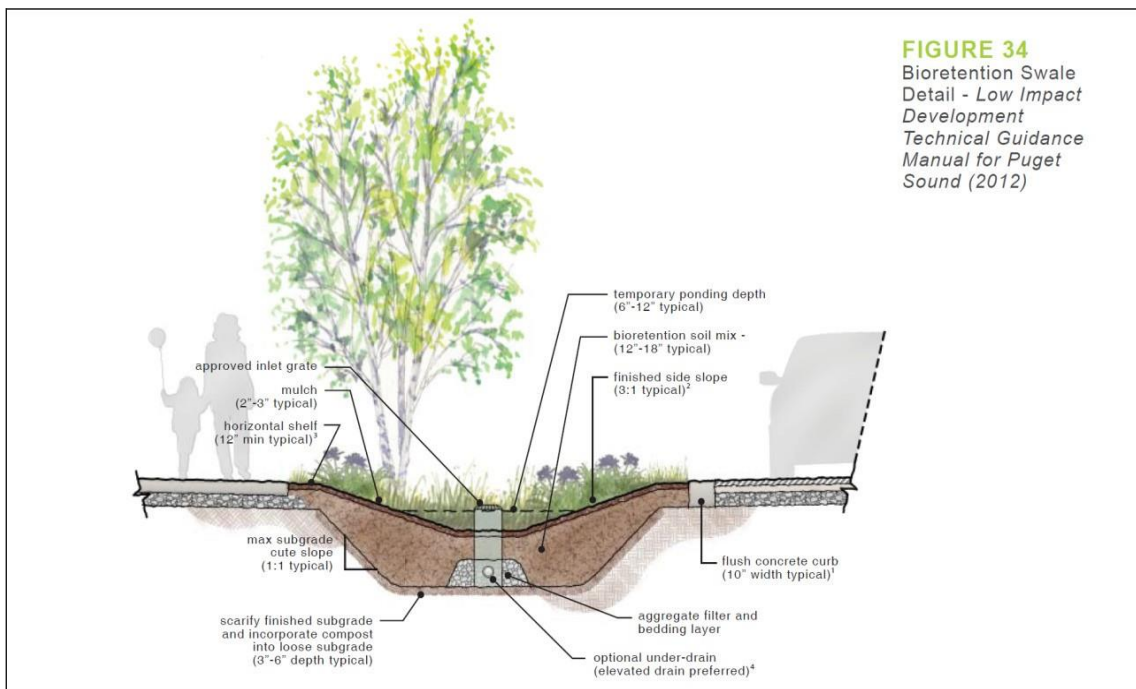 FIGURE 34
Bioretention Swale
Detail - Low Impact
Development
Technical Guidance
Manual for Puget
Sound (2012)
temporary ponding depth
(6"-12" typical)
bioretention soil mix -
(12"-18" typical)
finished side slope
(3:1 typical)²
approved inlet grate
mulch
(2"-3" typical)
horizontal shelf
(12" min typical)³
max subgrade
cute slope
(1:1 typical)
scarify finished subgrade
and incorporate compost
into loose subgrade
(3"-6" depth typical)
flush concrete curb
(10" width typical)¹
aggregate filter and
bedding layer
optional under-drain
(elevated drain preferred)⁴